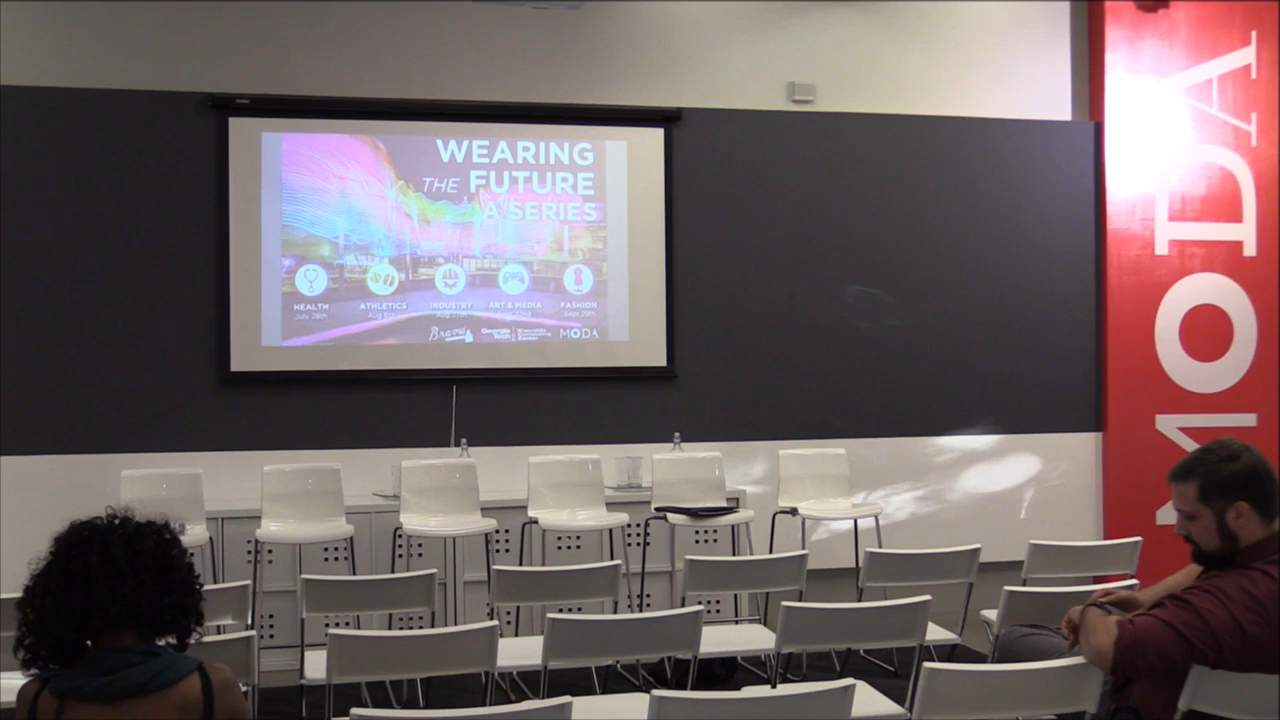 WEARING
THE FUTURE
A SERIES
HEALTH
ATHLETICS
INDUSTRY
ART & MEDIA
FASHION
July 28th
Sept 29th
Georgia
Tech
MODA
MODA